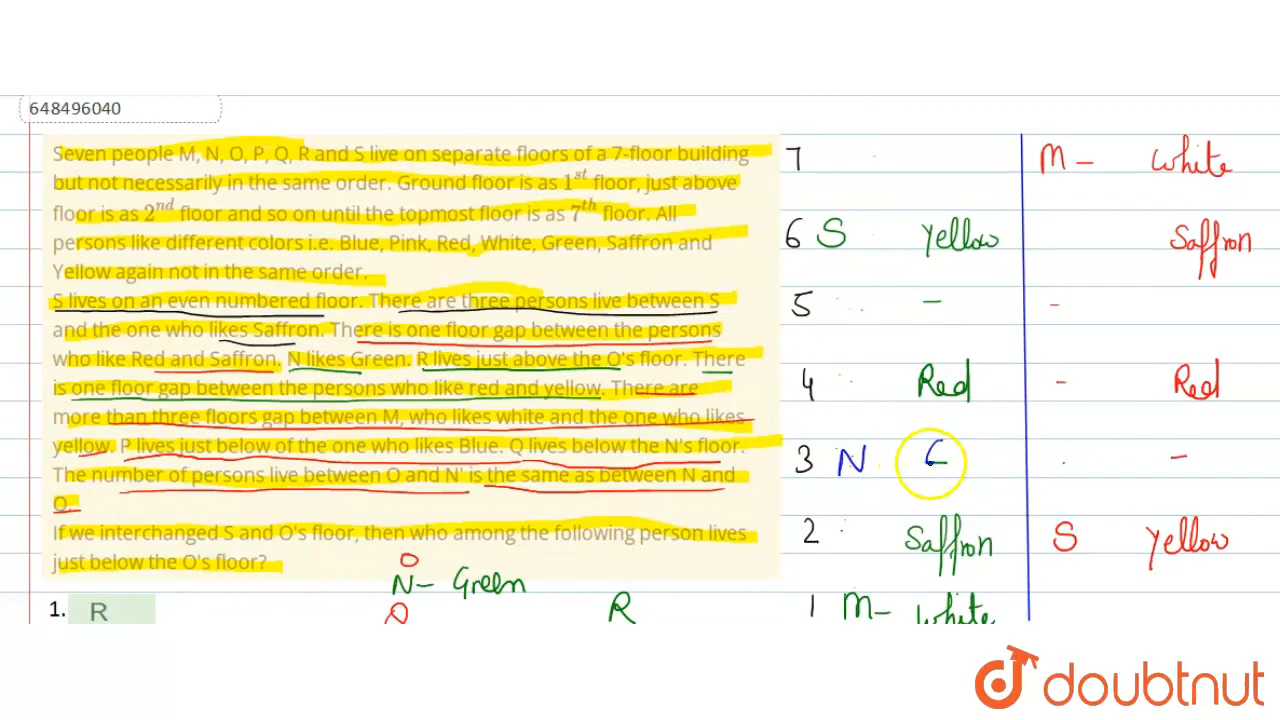 648496040
Seven people M, N, O, P, Q, R and S live on separate floors of a 7-floor building
but not necessarily in the same order. Ground floor is as 1st floor, just above
floor is as 2nd floor and so on until the topmost floor is as 7th floor. All
persons like different colors i.e. Blue, Pink, Red, White, Green, Saffron and
Yellow again not in the same order.
S lives on an even numbered floor. There are three persons live between S
and the one who likes Saffron. There is one floor gap between the persons
who like Red and Saffron. N likes Green. R lives just above the O's floor. There
is one floor gap between the persons who like red and yellow. There are
more than three floors gap between M, who likes white and the one who likes
yellow. P lives just below of the one who likes Blue. Q lives below the N's floor.
The number of persons live between O and N' is the same as between N and
Q.
If we interchanged S and O's floor, then who among the following person lives
just below the O's floor?
O
N- Green
Q
R
1. R
7 M- White
6 S Yellow Saffron
5 - -
4 Red - Red
3 N G -
2 Saffron S Yellow
1 M- White
doubtnut